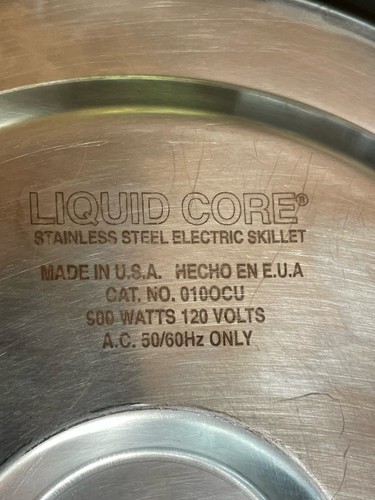 LIQUID CORE®
STAINLESS STEEL ELECTRIC SKILLET
MADE IN U.S.A. HECHO EN E.U.A
CAT. NO. 0100CU
900 WATTS 120 VOLTS
A.C. 50/60Hz ONLY